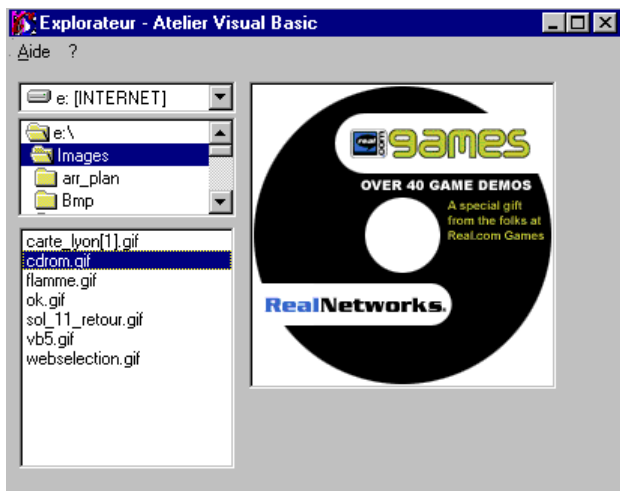 Explorateur - Atelier Visual Basic
Aide ?
e: [INTERNET]
e:\
Images
arr_plan
Bmp
carte_lyon[1].gif
cdrom.gif
flamme.gif
ok.gif
sol_11_retour.gif
vb5.gif
webselection.gif
real.com games
OVER 40 GAME DEMOS
A special gift
from the folks at
Real.com Games
RealNetworks.